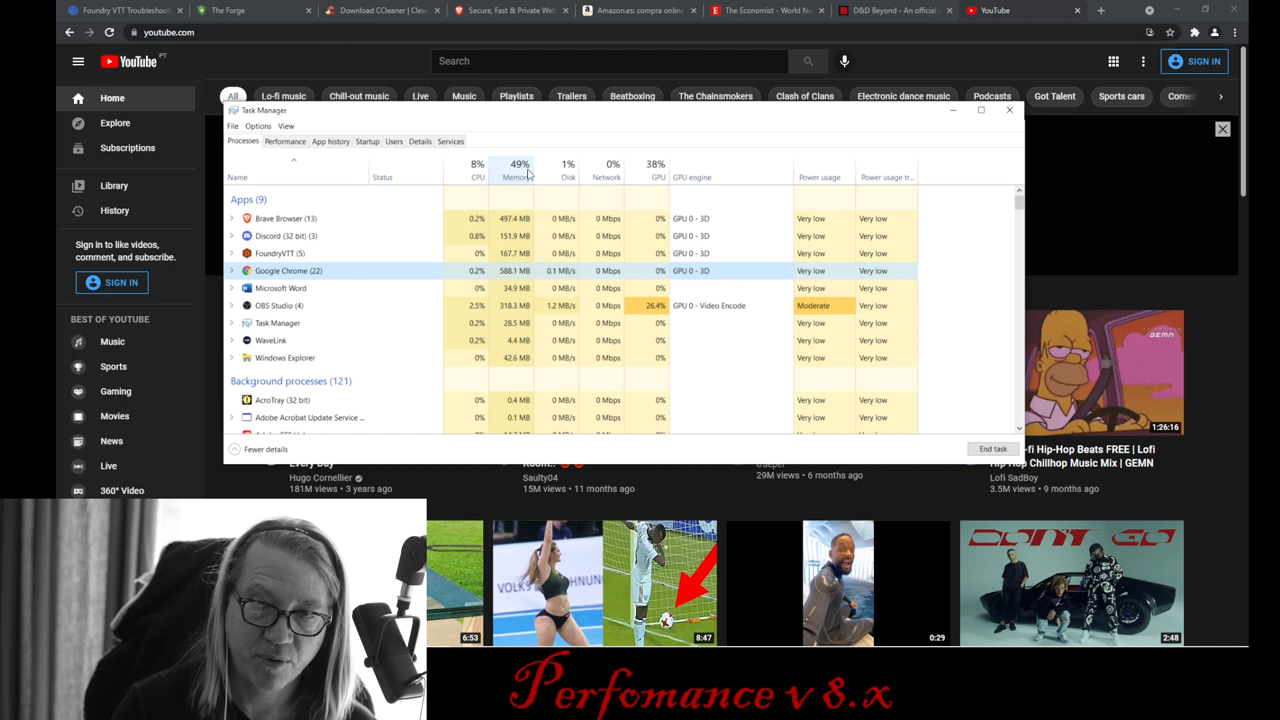 Foundry VTT Troubleshoot
The Forge
Download CCleaner | Clea
Secure, Fast & Private Web
Amazon.es: compra online
The Economist - World Ne
D&D Beyond - An official
YouTube
youtube.com
YouTube PT
Search
SIGN IN
Home
Explore
Subscriptions
Library
History
Sign in to like videos,
comment, and subscribe.
SIGN IN
BEST OF YOUTUBE
Music
Sports
Gaming
Movies
News
Live
360° Video
All Lo-fi music Chill-out music Live Music Playlists Trailers Beatboxing The Chainsmokers Clash of Clans Electronic dance music Podcasts Got Talent Sports cars Comed
Task Manager
File Options View
Processes Performance App history Startup Users Details Services
8% 49% 1% 0% 38%
Name Status CPU Memory Disk Network GPU GPU engine Power usage Power usage tr...
Apps (9)
Brave Browser (13) 0.2% 497.4 MB 0 MB/s 0 Mbps 0% GPU 0 - 3D Very low Very low
Discord (32 bit) (3) 0.8% 151.9 MB 0 MB/s 0 Mbps 0% GPU 0 - 3D Very low Very low
FoundryVTT (5) 0% 167.7 MB 0 MB/s 0 Mbps 0% GPU 0 - 3D Very low Very low
Google Chrome (22) 0.2% 588.1 MB 0.1 MB/s 0 Mbps 0% GPU 0 - 3D Very low Very low
Microsoft Word 0% 34.9 MB 0 MB/s 0 Mbps 0% Very low Very low
OBS Studio (4) 2.5% 318.3 MB 1.2 MB/s 0 Mbps 26.4% GPU 0 - Video Encode Moderate Very low
Task Manager 0.2% 28.5 MB 0 MB/s 0 Mbps 0% Very low Very low
WaveLink 0.2% 4.4 MB 0 MB/s 0 Mbps 0% Very low Very low
Windows Explorer 0% 42.6 MB 0 MB/s 0 Mbps 0% Very low Very low
Background processes (121)
AcroTray (32 bit) 0% 0.4 MB 0 MB/s 0 Mbps 0% Very low Very low
Adobe Acrobat Update Service ... 0% 0.1 MB 0 MB/s 0 Mbps 0% Very low Very low
Fewer details
End task
GEMN
1:26:16
Every Day
Hugo Cornellier
181M views • 3 years ago
Room..
Saulty04
15M views • 11 months ago
29M views • 6 months ago
-fi Hip-Hop Beats FREE | Lofi
Hip Hop Chillhop Music Mix | GEMN
Lofi SadBoy
3.5M views • 9 months ago
6:53
VOLKS OHNUNG
8:47
0:29
DON'T GO
2:48
Perfomance v 8.x